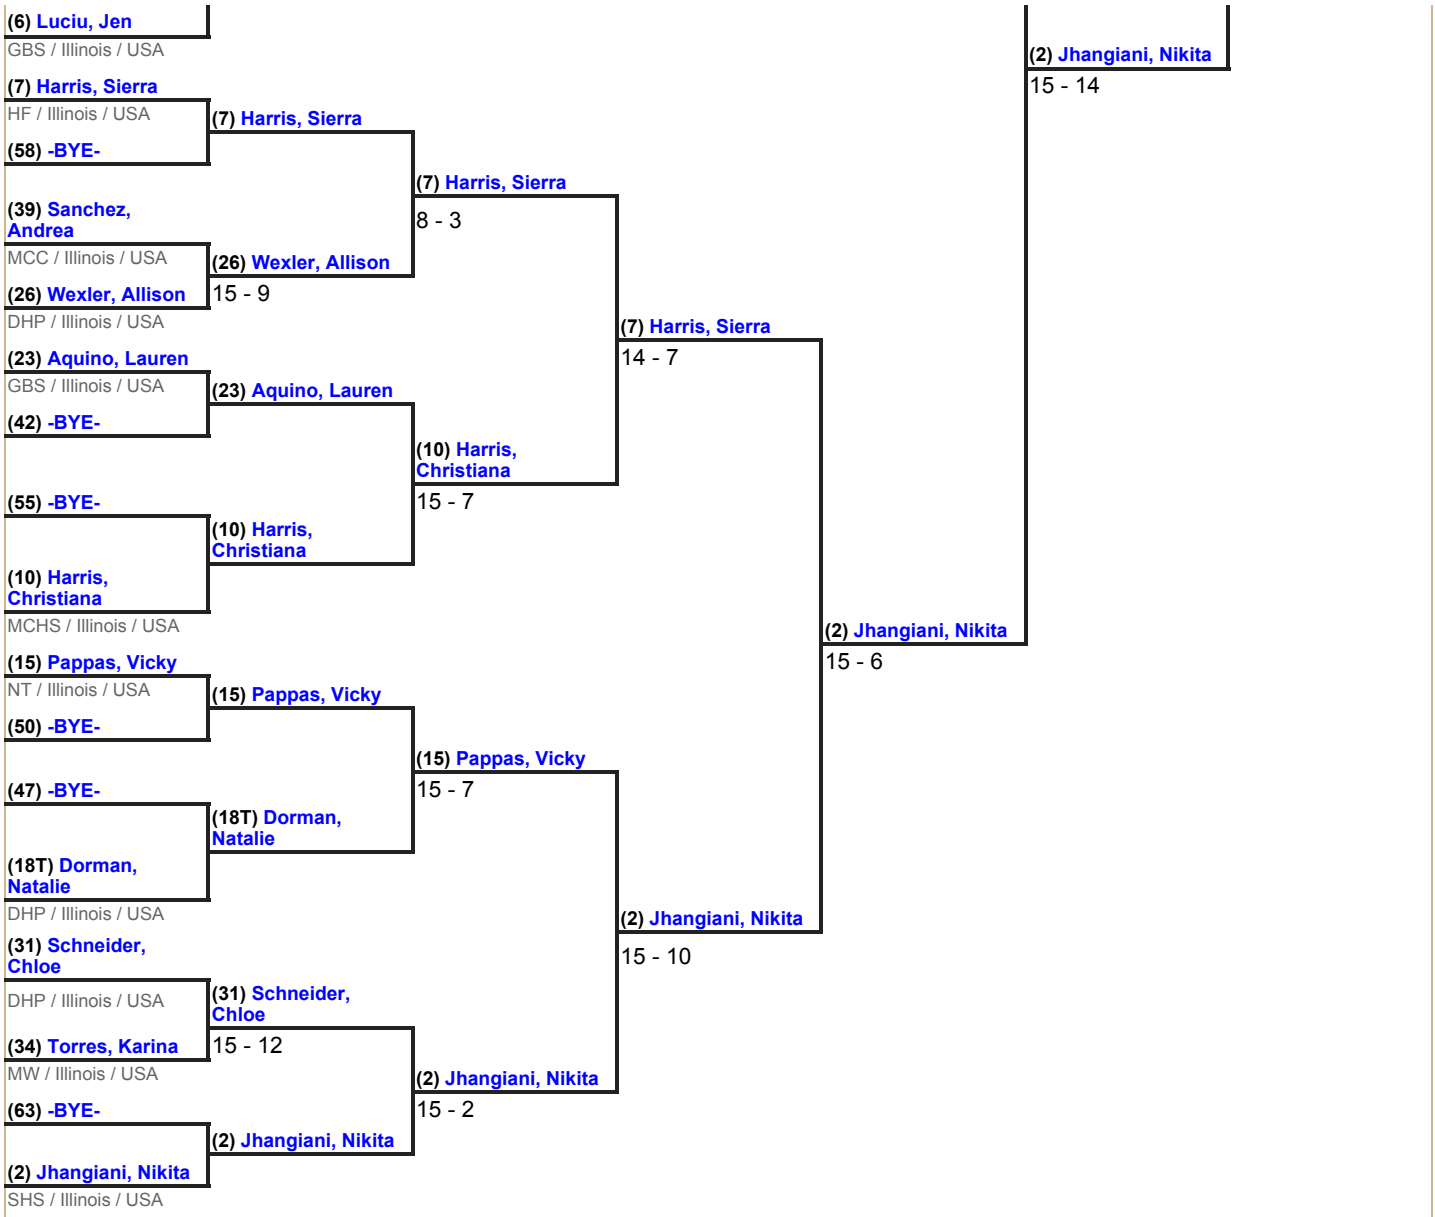 (6) Luciu, Jen
GBS / Illinois / USA
(2) Jhangiani, Nikita
15 - 14
(7) Harris, Sierra
HF / Illinois / USA
(58) -BYE-
(7) Harris, Sierra
(7) Harris, Sierra
8 - 3
(39) Sanchez,
Andrea
MCC / Illinois / USA
(26) Wexler, Allison
DHP / Illinois / USA
(26) Wexler, Allison
15 - 9
(7) Harris, Sierra
14 - 7
(23) Aquino, Lauren
GBS / Illinois / USA
(42) -BYE-
(23) Aquino, Lauren
(10) Harris,
Christiana
15 - 7
(55) -BYE-
(10) Harris,
Christiana
(10) Harris,
Christiana
MCHS / Illinois / USA
(2) Jhangiani, Nikita
15 - 6
(15) Pappas, Vicky
NT / Illinois / USA
(50) -BYE-
(15) Pappas, Vicky
(15) Pappas, Vicky
15 - 7
(47) -BYE-
(18T) Dorman,
Natalie
(18T) Dorman,
Natalie
DHP / Illinois / USA
(2) Jhangiani, Nikita
15 - 10
(31) Schneider,
Chloe
DHP / Illinois / USA
(31) Schneider,
Chloe
15 - 12
(34) Torres, Karina
MW / Illinois / USA
(2) Jhangiani, Nikita
15 - 2
(63) -BYE-
(2) Jhangiani, Nikita
(2) Jhangiani, Nikita
SHS / Illinois / USA